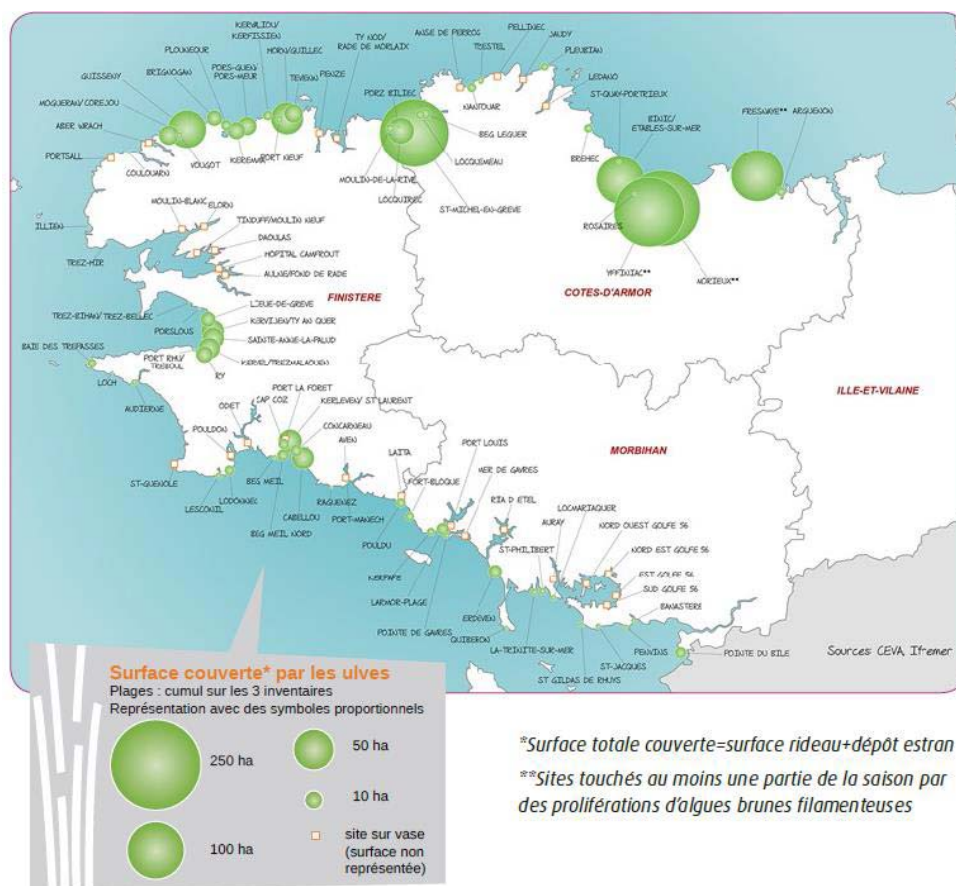 KERVALIOU/
KERFISSIEN
PLOUNEOUR
PORS-GUEN/
PORS-MEUR
HORN/GUILLEC
TEVENN
TY NOD/
RADE DE MORLAIX
PENZE
GUISSENY
BRIGNOGAN
MOGUERAN/COREJOU
ABER WRACH
PORTSALL
COULOUARN
VOUGOT
KEREMMA
PORT NEUF
ANSE DE PERROS
TRESTEL
PELLINEC
JAUDY
PLEUBIAN
LEDANO
NANTOUAR
PORZ BILIEC
BEG LEGUER
LOCQUEMEAU
MOULIN-DE-LA-RIVE
LOCQUIREC
ST-MICHEL-EN-GREVE
ST-QUAY-PORTRIEUX
BINIC/
ETABLES-SUR-MER
BREHEC
FRESNAYE**
ARGUENON
ROSAIRES
YFFINIAC**
MORIEUX**
MOULIN-BLANC
ELORN
TINDUFF/MOULIN NEUF
DAOULAS
HOPITAL CAMFROUT
AULNE/FOND DE RADE
ILLIEN
TREZ-HIR
FINISTERE
COTES-D'ARMOR
TREZ-BIHAN/TREZ-BELLEC
LIEUE-DE-GREVE
PORSLOUS
KERVIJEN/TY AN QUER
SAINTE-ANNE-LA-PALUD
KERVEL/TREZMALAOUEN
BAIE DES TREPASSES
PORT RHU/
TREBOUL
RY
LOCH
AUDIERNE
ILLE-ET-VILAINE
MORBIHAN
ODET
CAP COZ
PORT LA FORET
KERLEVEN/ ST LAURENT
CONCARNEAU
AVEN
POULDON
ST-GUENOLE
LESCONIL
LODONNEC
BEG MEIL
BEG MEIL NORD
CABELLOU
RAGUENEZ
PORT-MANECH
LAITA
FORT-BLOQUE
POULDU
KERPAPE
LARMOR-PLAGE
POINTE DE GAVRES
PORT LOUIS
MER DE GAVRES
RIA D ETEL
ST-PHILIBERT
AURAY
LOCMARIAQUER
NORD OUEST GOLFE 56
NORD EST GOLFE 56
EST GOLFE 56
SUD GOLFE 56
BANASTERE
ERDEVEN
QUIBERON
LA-TRINITE-SUR-MER
ST GILDAS DE RHUYS
ST-JACQUES
PENVINS
POINTE DU BILE
Sources: CEVA, Ifremer
Surface couverte* par les ulves
Plages : cumul sur les 3 inventaires
Représentation avec des symboles proportionnels
250 ha
50 ha
10 ha
100 ha
site sur vase
(surface non
représentée)
*Surface totale couverte=surface rideau+dépôt estran
**Sites touchés au moins une partie de la saison par
des proliférations d'algues brunes filamenteuses